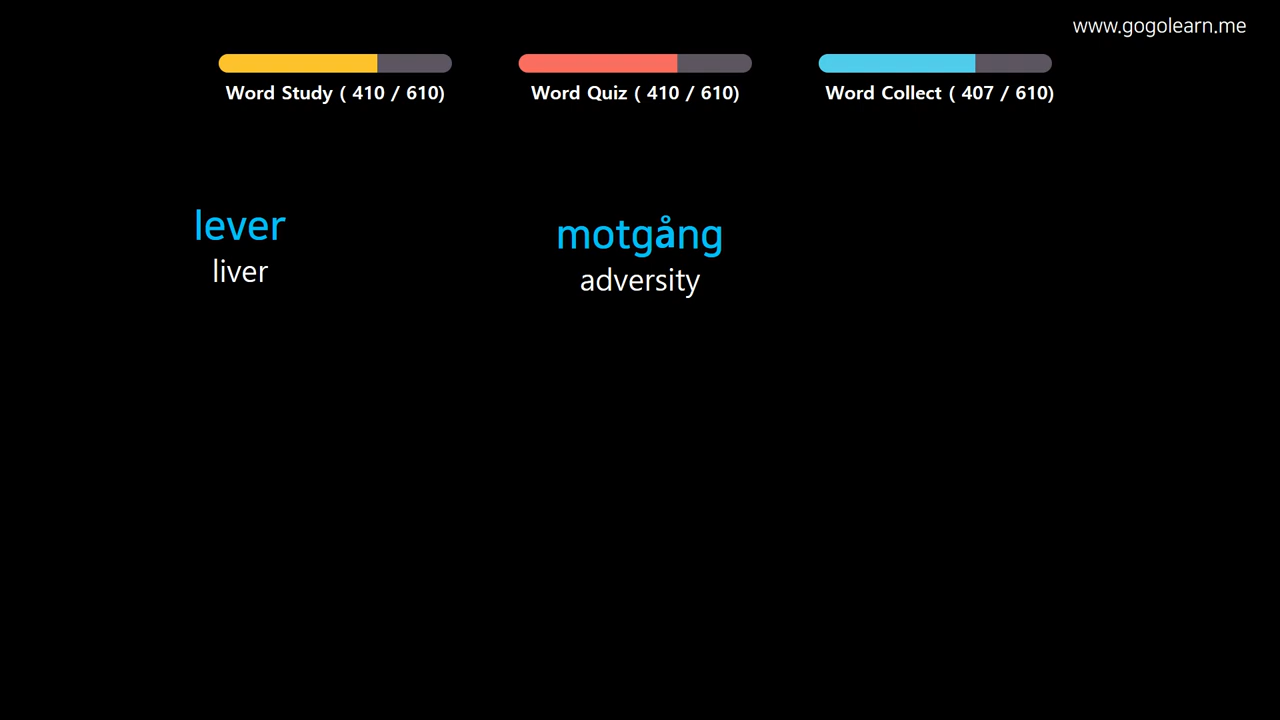 www.gogolearn.me
Word Study ( 410 / 610)
Word Quiz ( 410 / 610)
Word Collect ( 407 / 610)
lever
liver
motgång
adversity